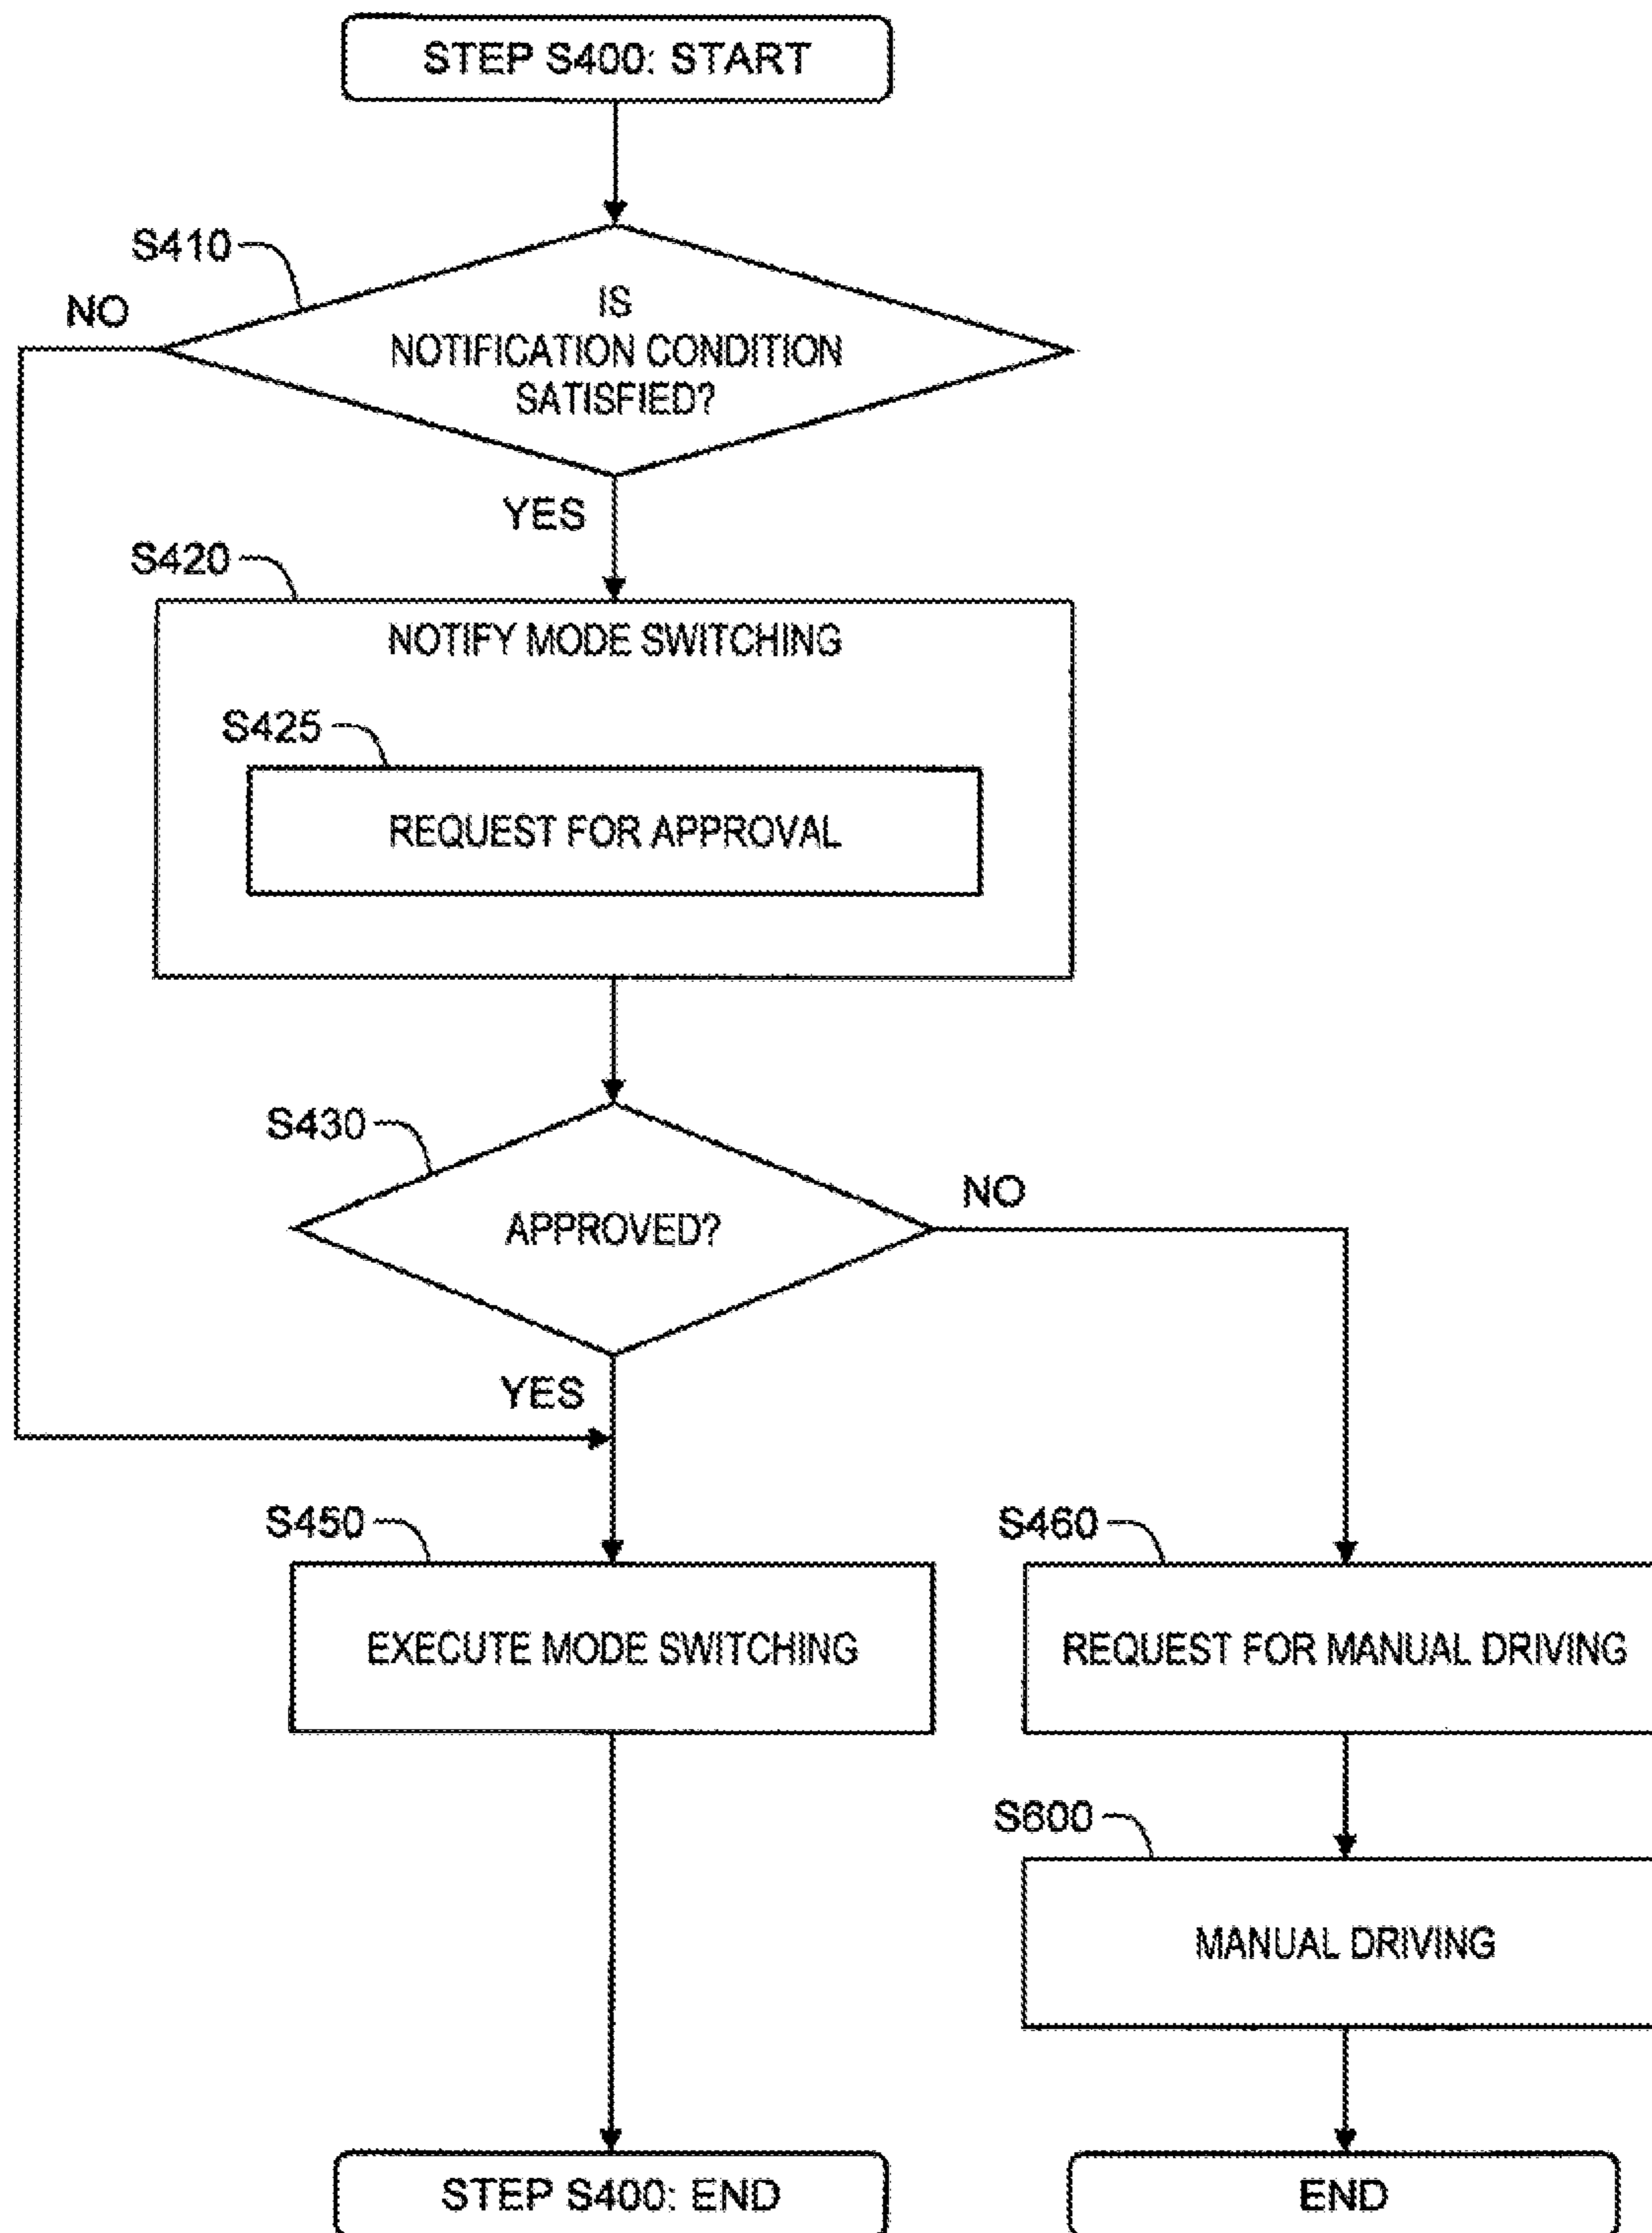 STEP S400: START
S410
NO
IS
NOTIFICATION CONDITION
SATISFIED?
YES
S420
NOTIFY MODE SWITCHING
S425
REQUEST FOR APPROVAL
S430
NO
APPROVED?
YES
S450
S460
EXECUTE MODE SWITCHING
REQUEST FOR MANUAL DRIVING
S600
MANUAL DRIVING
STEP S400: END
END